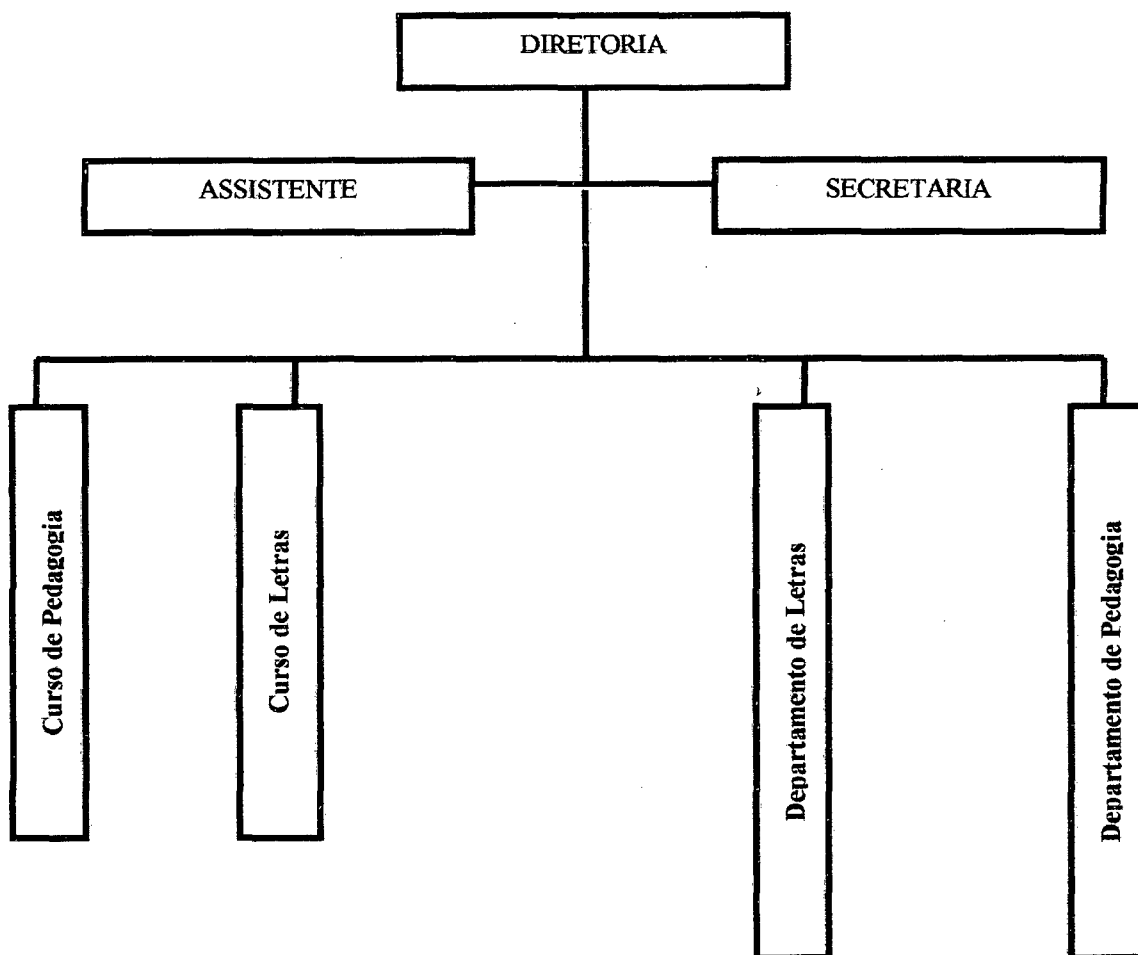 DIRETORIA
ASSISTENTE
SECRETARIA
Curso de Pedagogia
Curso de Letras
Departamento de Letras
Departamento de Pedagogia